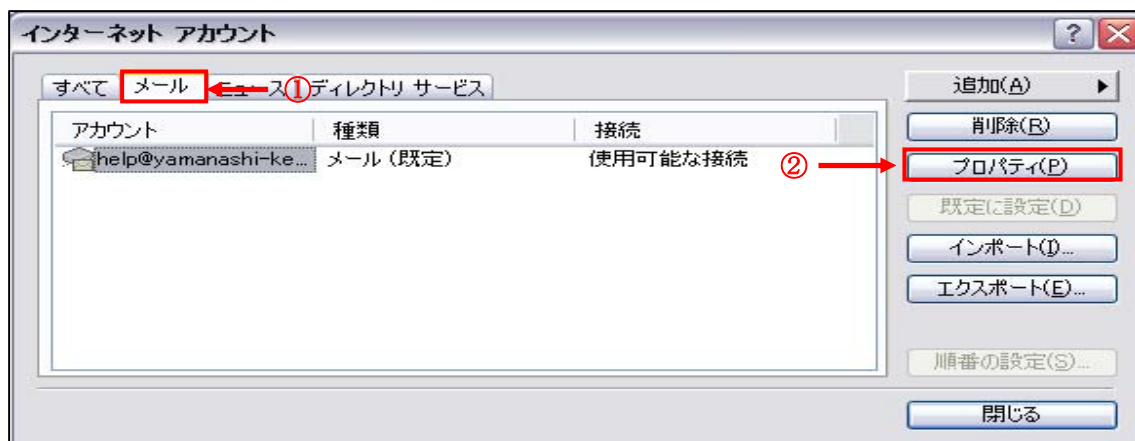 インターネット アカウント
すべて メール ニュース ① ディレクトリ サービス
アカウント 種類 接続
help@yamanashi-ke... メール (既定) 使用可能な接続
②
追加(A)
削除(R)
プロパティ(P)
既定に設定(D)
インポート(I)...
エクスポート(E)...
順番の設定(S)...
閉じる